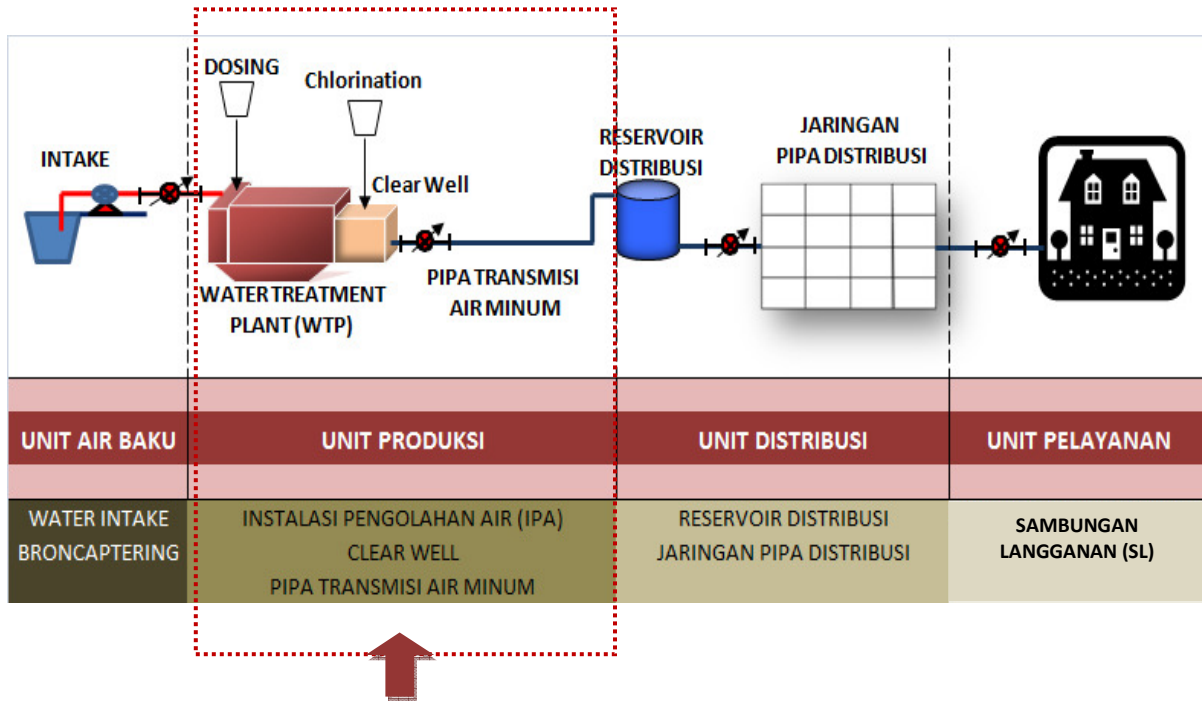 DOSING
Chlorination
INTAKE
Clear Well
WATER TREATMENT
PLANT (WTP)
PIPA TRANSMISI
AIR MINUM
RESERVOIR
DISTRIBUSI
JARINGAN
PIPA DISTRIBUSI
UNIT AIR BAKU
UNIT PRODUKSI
UNIT DISTRIBUSI
UNIT PELAYANAN
WATER INTAKE
BRONCAPTERING
INSTALASI PENGOLAHAN AIR (IPA)
CLEAR WELL
PIPA TRANSMISI AIR MINUM
RESERVOIR DISTRIBUSI
JARINGAN PIPA DISTRIBUSI
SAMBUNGAN
LANGGANAN (SL)